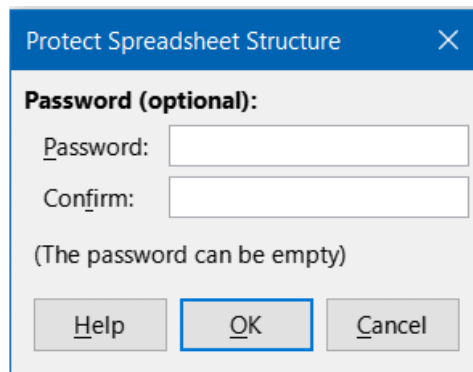 Protect Spreadsheet Structure
Password (optional):
Password:
Confirm:
(The password can be empty)
Help OK Cancel